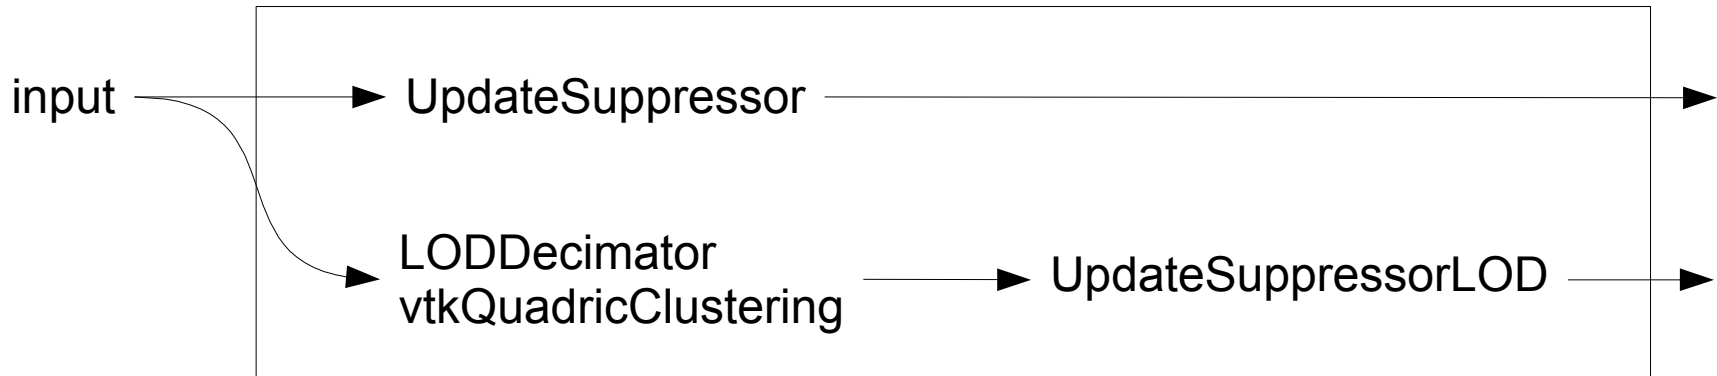 input
UpdateSuppressor
LODDecimator
vtkQuadricClustering
UpdateSuppressorLOD